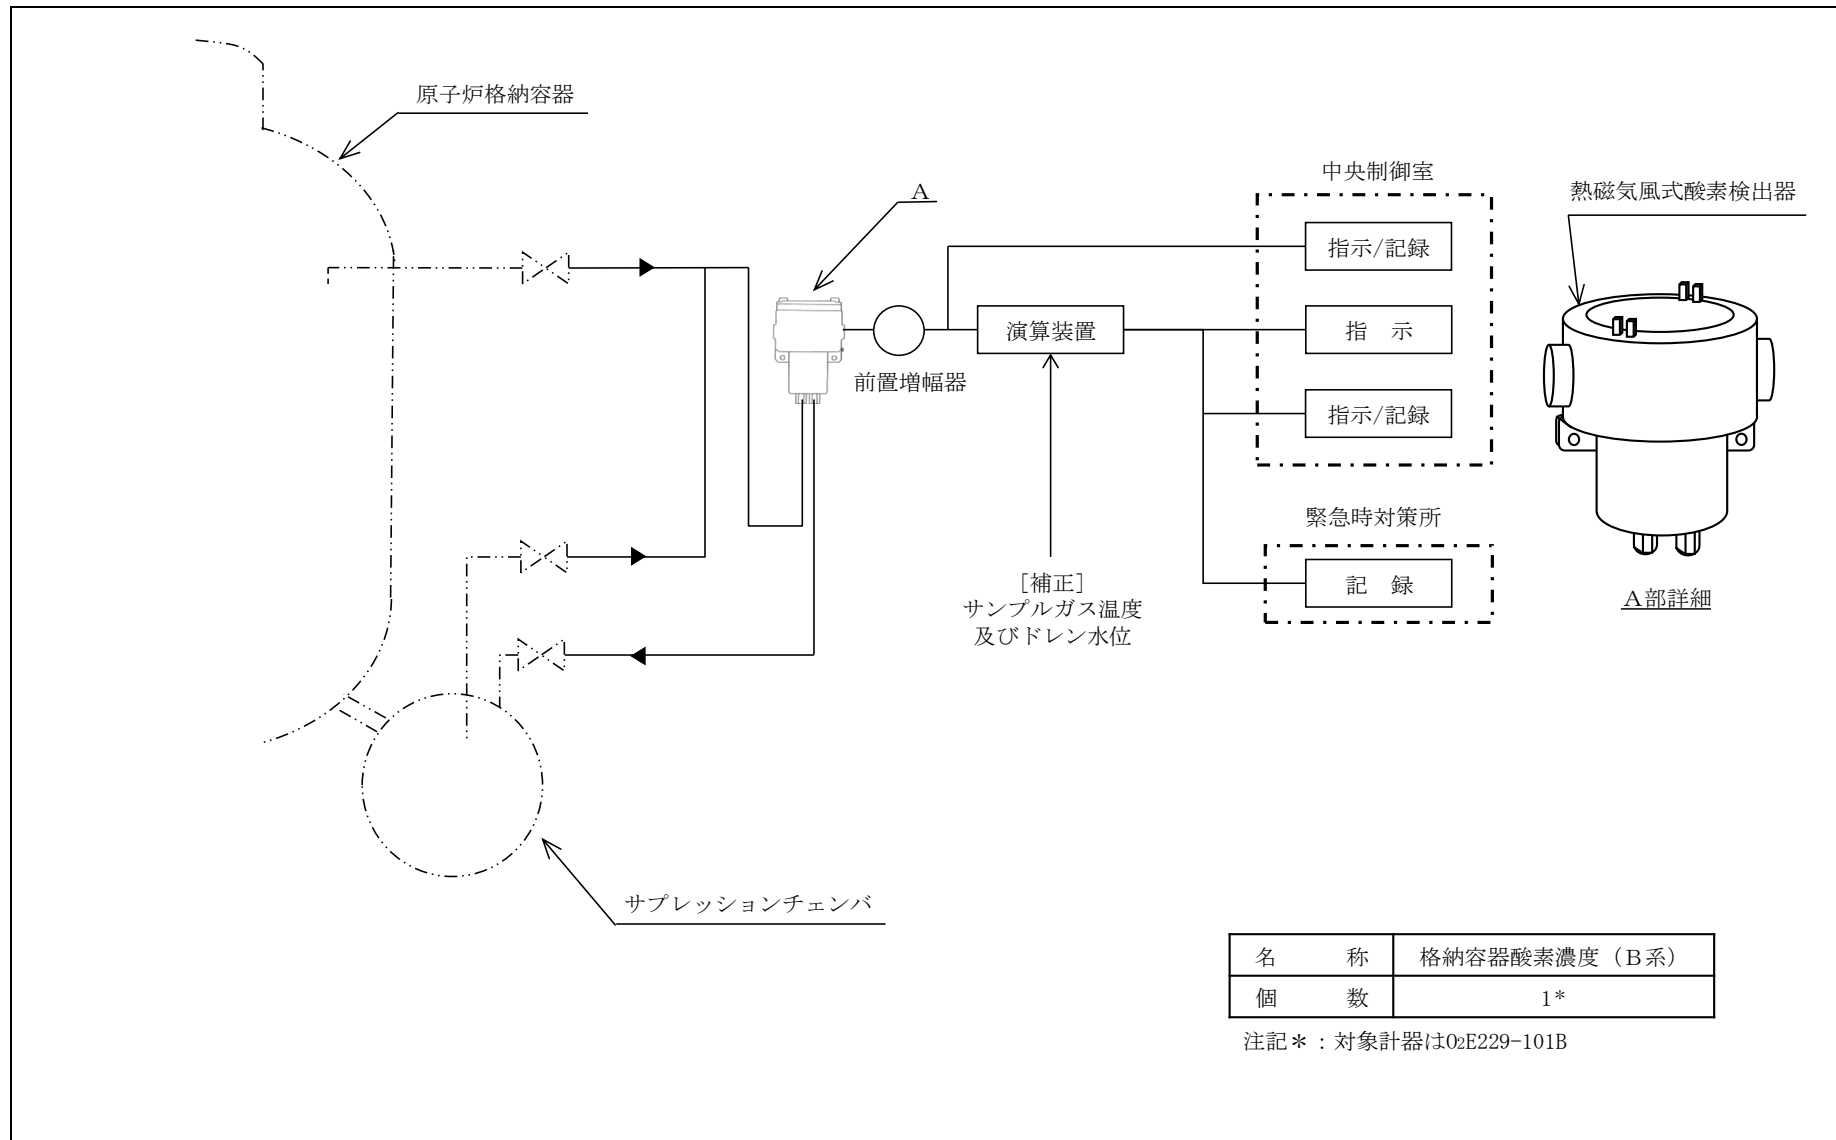 原子炉格納容器
A
中央制御室
熱磁気風式酸素検出器
指示/記録
演算装置
指　示
前置増幅器
指示/記録
緊急時対策所
[補正]
サンプルガス温度
及びドレン水位
記　録
A部詳細
サプレッションチェンバ
名　称　格納容器酸素濃度（B系）
個　数　1*
注記＊：対象計器はO2E229-101B